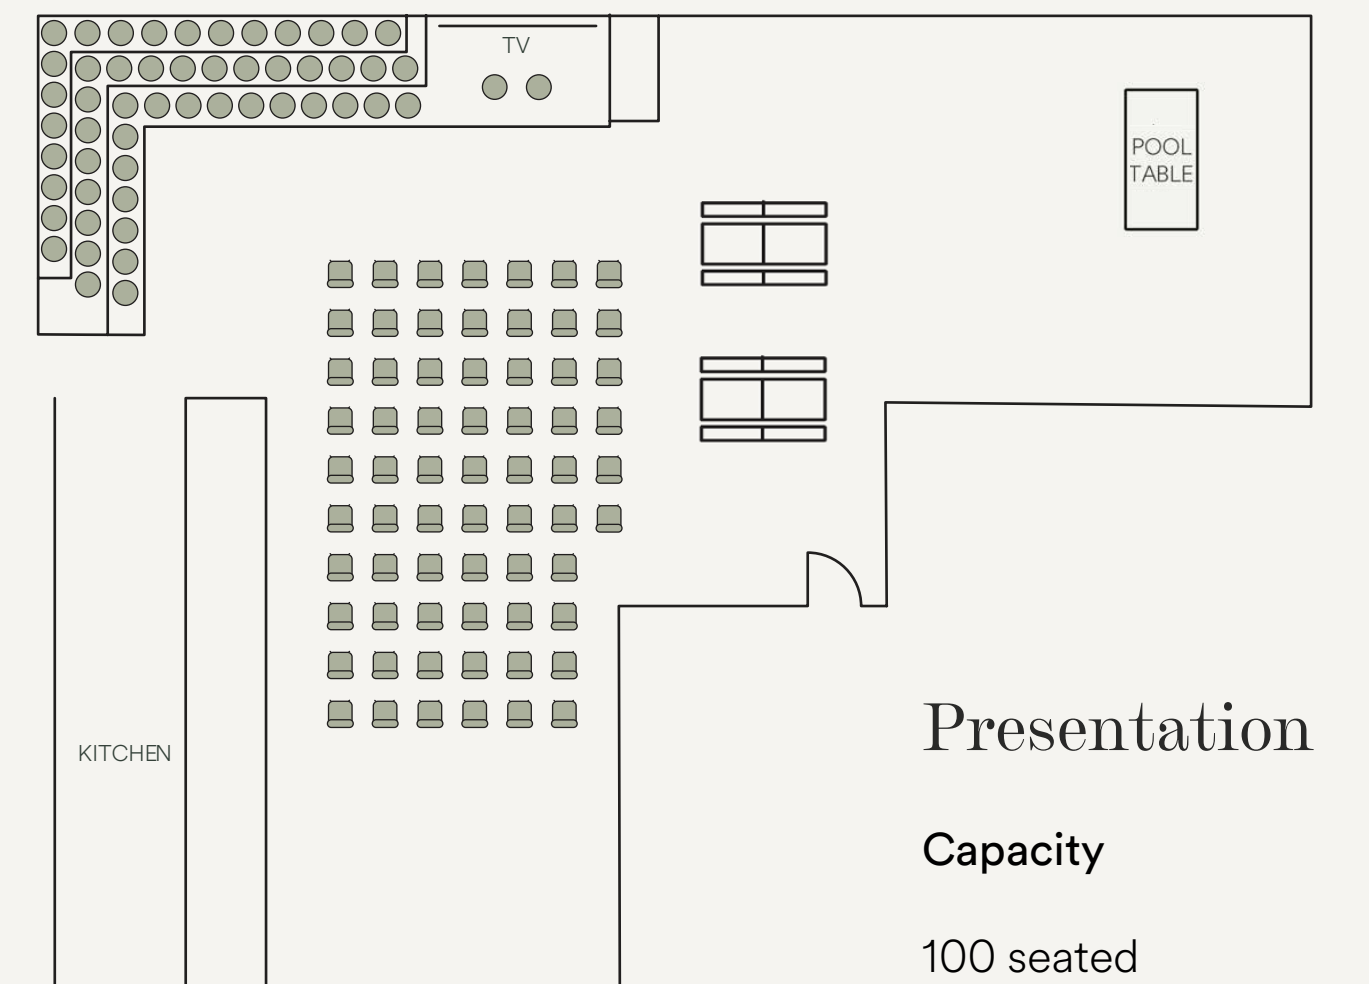 TV
POOL
TABLE
KITCHEN
Presentation
Capacity
100 seated